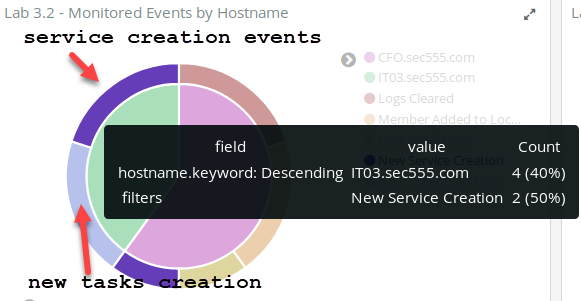 Lab 3.2 - Monitored Events by Hostname
La
service creation events
CFO.sec555.com
IT03.sec555.com
Logs Cleared
Member Added to Loc...
field value Count
New Service Creation
hostname.keyword: Descending IT03.sec555.com 4 (40%)
filters New Service Creation 2 (50%)
new tasks creation